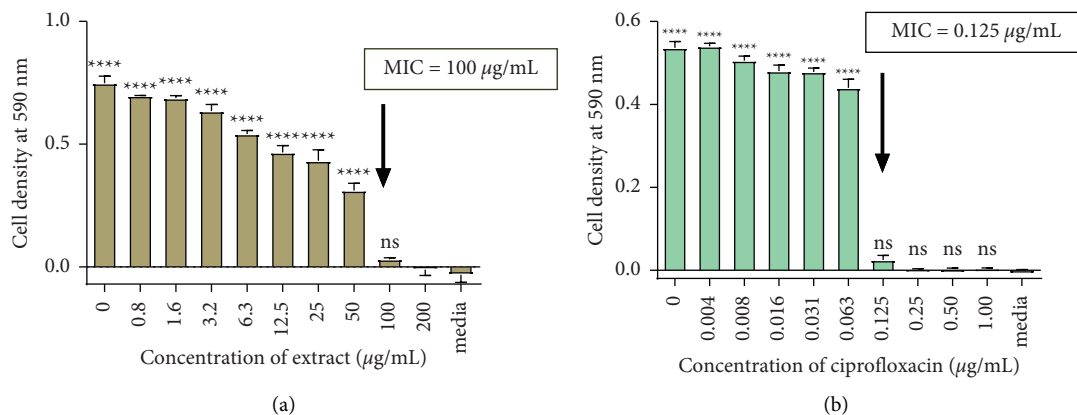 1.0
0.5
0.0
Cell density at 590 nm
****
****
****
****
****
****
****
****
ns
MIC = 100 µg/mL
0
0.8
1.6
3.2
6.3
12.5
25
50
100
200
media
Concentration of extract (µg/mL)
(a)
0.6
0.4
0.2
0.0
Cell density at 590 nm
****
****
****
****
****
****
ns
ns
ns
ns
MIC = 0.125 µg/mL
0
0.004
0.008
0.016
0.031
0.063
0.125
0.25
0.50
1.00
media
Concentration of ciprofloxacin (µg/mL)
(b)